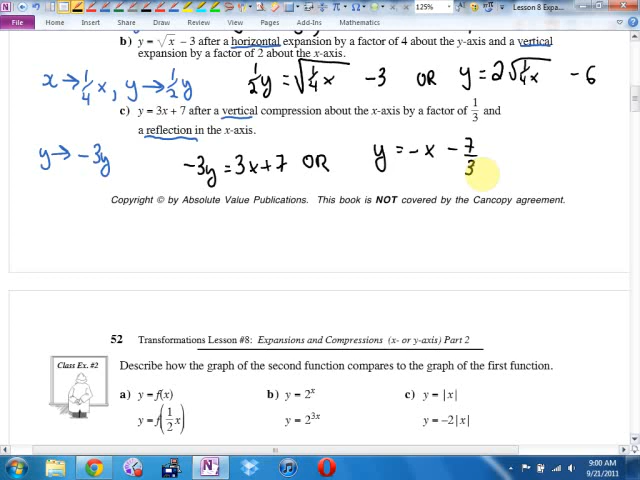 File
Home
Insert
Share
Draw
Review
View
125%
Lesson 8 Expa...
b) y = √x – 3 after a horizontal expansion by a factor of 4 about the y-axis and a vertical
expansion by a factor of 2 about the x-axis.
x → 1/4 x, y → 1/2 y    1/2 y = √(1/4 x) – 3 OR y = 2√(1/4 x) – 6
c) y = 3x + 7 after a vertical compression about the x-axis by a factor of 1/3 and
a reflection in the x-axis.
y → –3y    –3y = 3x + 7 OR y = –x – 7/3
Copyright © by Absolute Value Publications. This book is NOT covered by the Cancopy agreement.
52 Transformations Lesson #8: Expansions and Compressions (x- or y-axis) Part 2
Class Ex. #2
Describe how the graph of the second function compares to the graph of the first function.
a) y = f(x)    b) y = 2^x    c) y = |x|
y = f(1/2 x)    y = 2^3x    y = –2|x|
9:00 AM
9/21/2011